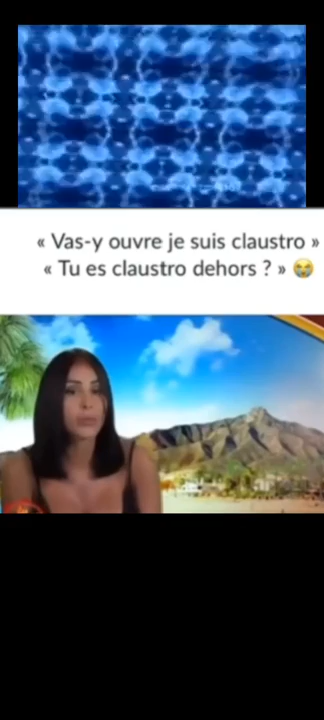 « Vas-y ouvre je suis claustro »
« Tu es claustro dehors ? » 😭